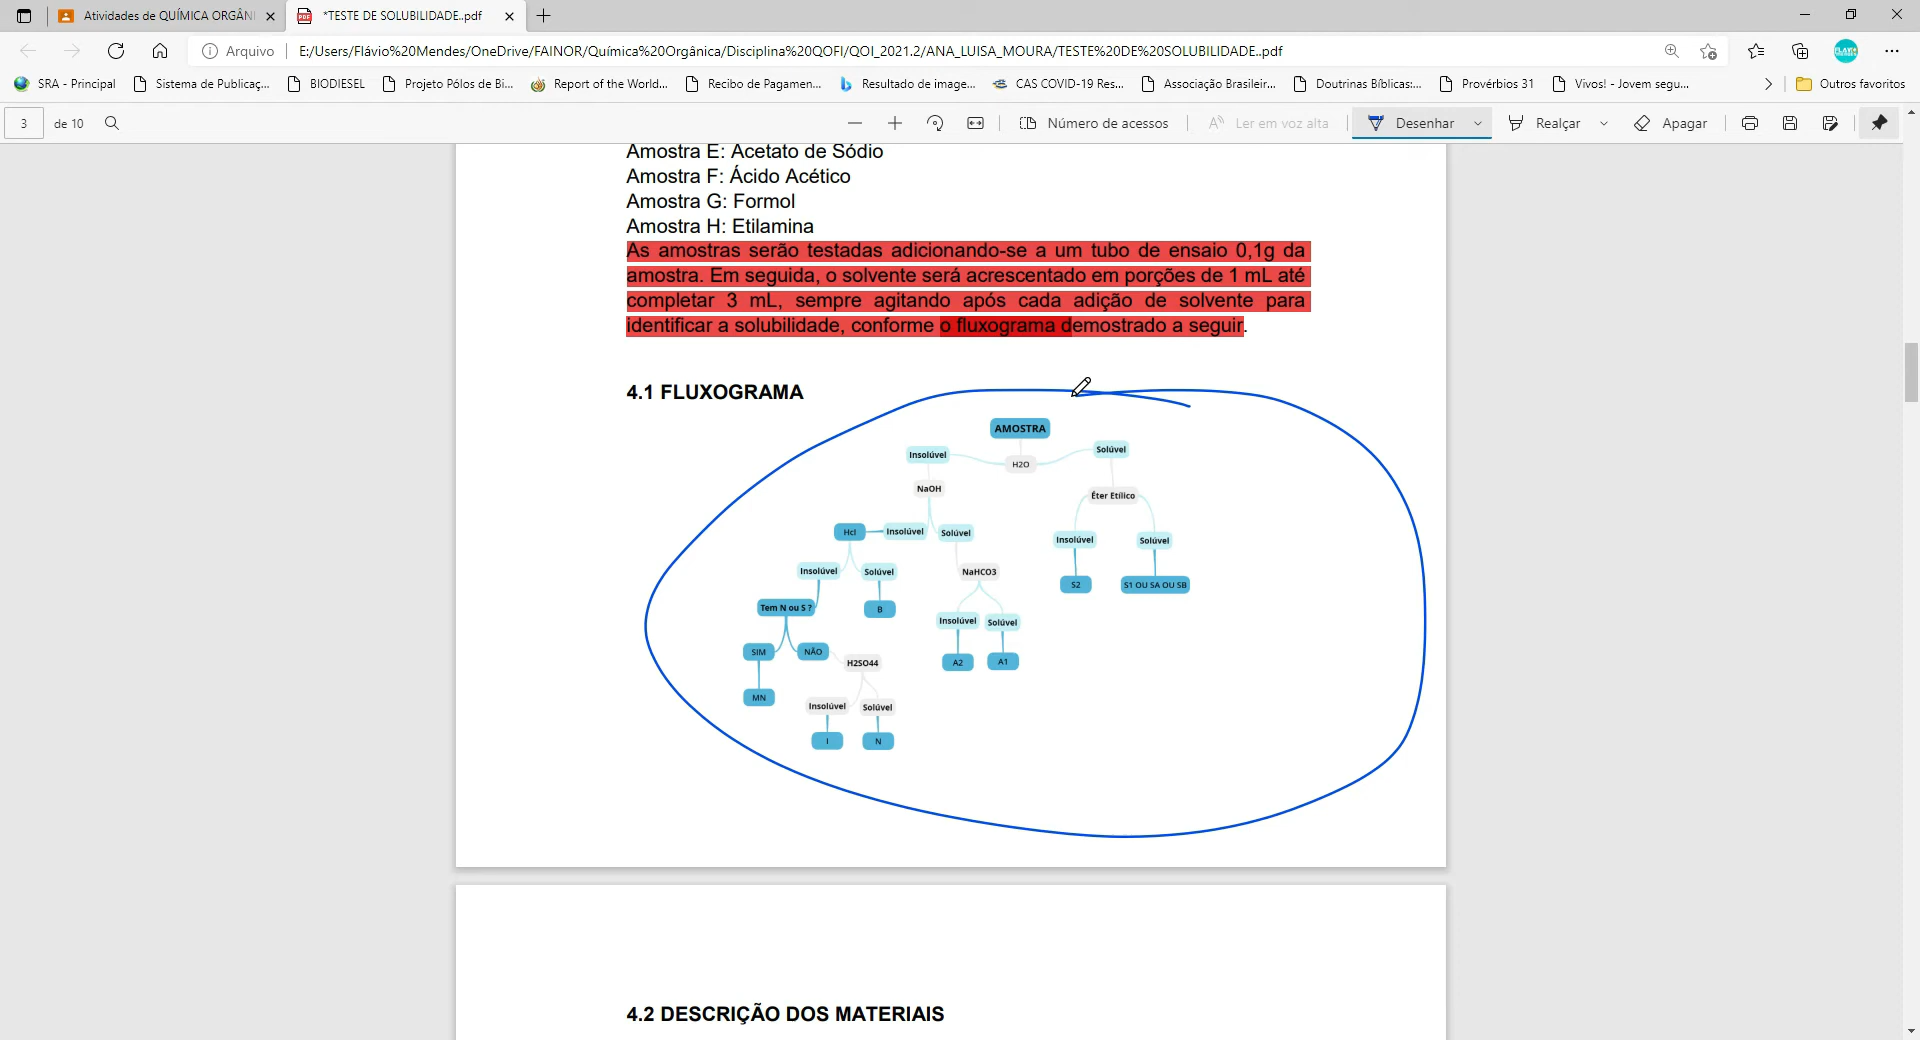 Atividades de QUÍMICA ORGÂNI
*TESTE DE SOLUBILIDADE..pdf
Arquivo
E:/Users/Flávio%20Mendes/OneDrive/FAINOR/Química%20Orgânica/Disciplina%20QOFI/QOI_2021.2/ANA_LUISA_MOURA/TESTE%20DE%20SOLUBILIDADE..pdf
SRA - Principal
Sistema de Publicaç...
BIODIESEL
Projeto Pólos de Bi...
Report of the World...
Recibo de Pagamen...
Resultado de image...
CAS COVID-19 Res...
Associação Brasileir...
Doutrinas Bíblicas:...
Provérbios 31
Vivos! - Jovem segu...
Outros favoritos
3 de 10
Número de acessos
Ler em voz alta
Desenhar
Realçar
Apagar
Amostra E: Acetato de Sódio
Amostra F: Ácido Acético
Amostra G: Formol
Amostra H: Etilamina
As amostras serão testadas adicionando-se a um tubo de ensaio 0,1g da
amostra. Em seguida, o solvente será acrescentado em porções de 1 mL até
completar 3 mL, sempre agitando após cada adição de solvente para
identificar a solubilidade, conforme o fluxograma demostrado a seguir.
4.1 FLUXOGRAMA
AMOSTRA
Insolúvel
H2O
Solúvel
NaOH
Éter Etílico
Hcl
Insolúvel
Solúvel
Insolúvel
Solúvel
Insolúvel
Solúvel
NaHCO3
S2
S1 OU SA OU SB
Tem N ou S ?
B
Insolúvel
Solúvel
SIM
NÃO
H2SO44
A2
A1
MN
Insolúvel
Solúvel
I
N
4.2 DESCRIÇÃO DOS MATERIAIS